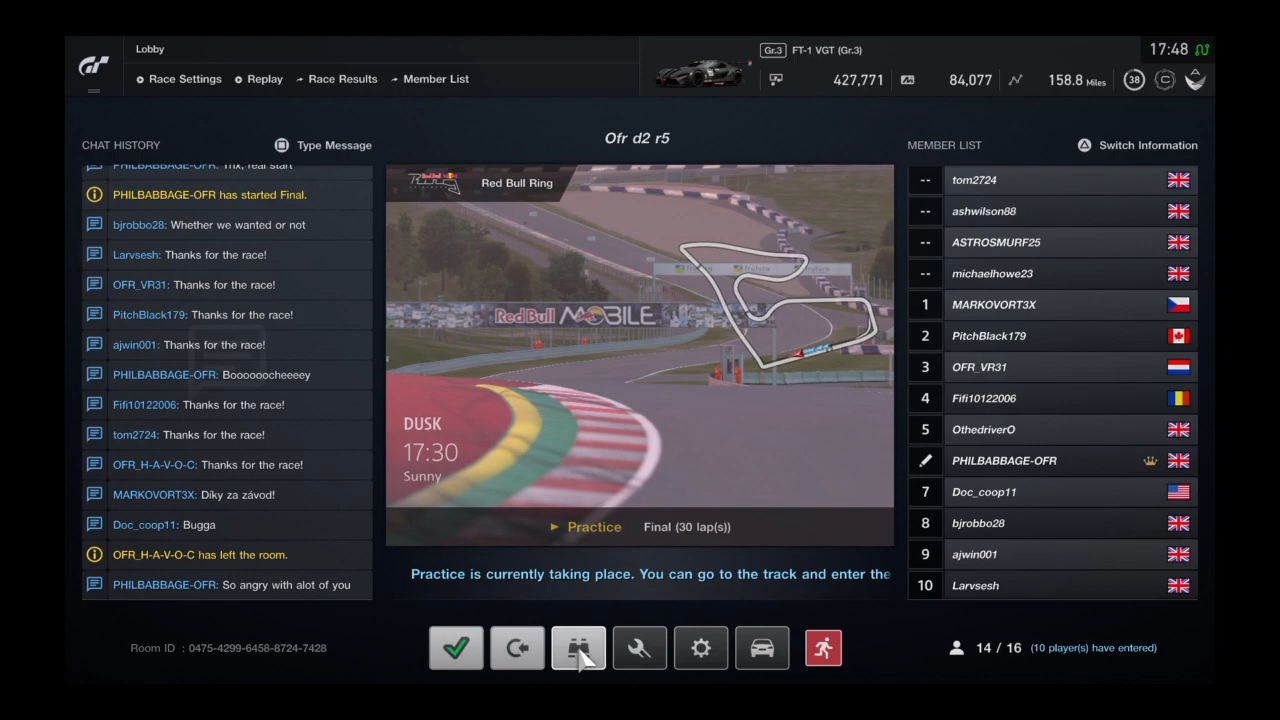 Lobby
Race Settings
Replay
Race Results
Member List
Gr.3 FT-1 VGT (Gr.3)
427,771
84,077
158.8 Miles
38
C
17:48
CHAT HISTORY
Type Message
PHILBABBAGE-OFR: Thx, real start
PHILBABBAGE-OFR has started Final.
bjrobbo28: Whether we wanted or not
Larvsesh: Thanks for the race!
OFR_VR31: Thanks for the race!
PitchBlack179: Thanks for the race!
ajwin001: Thanks for the race!
PHILBABBAGE-OFR: Boooooocheeeey
Fifi10122006: Thanks for the race!
tom2724: Thanks for the race!
OFR_H-A-V-O-C: Thanks for the race!
MARKOVORT3X: Díky za závod!
Doc_coop11: Bugga
OFR_H-A-V-O-C has left the room.
PHILBABBAGE-OFR: So angry with alot of you
Room ID : 0475-4299-6458-8724-7428
Ofr d2 r5
Red Bull Ring
Red Bull MOBILE
DUSK
17:30
Sunny
Practice Final (30 lap(s))
Practice is currently taking place. You can go to the track and enter the
MEMBER LIST
Switch Information
-- tom2724
-- ashwilson88
-- ASTROSMURF25
-- michaelhowe23
1 MARKOVORT3X
2 PitchBlack179
3 OFR_VR31
4 Fifi10122006
5 OthedriverO
PHILBABBAGE-OFR
7 Doc_coop11
8 bjrobbo28
9 ajwin001
10 Larvsesh
14 / 16 (10 player(s) have entered)